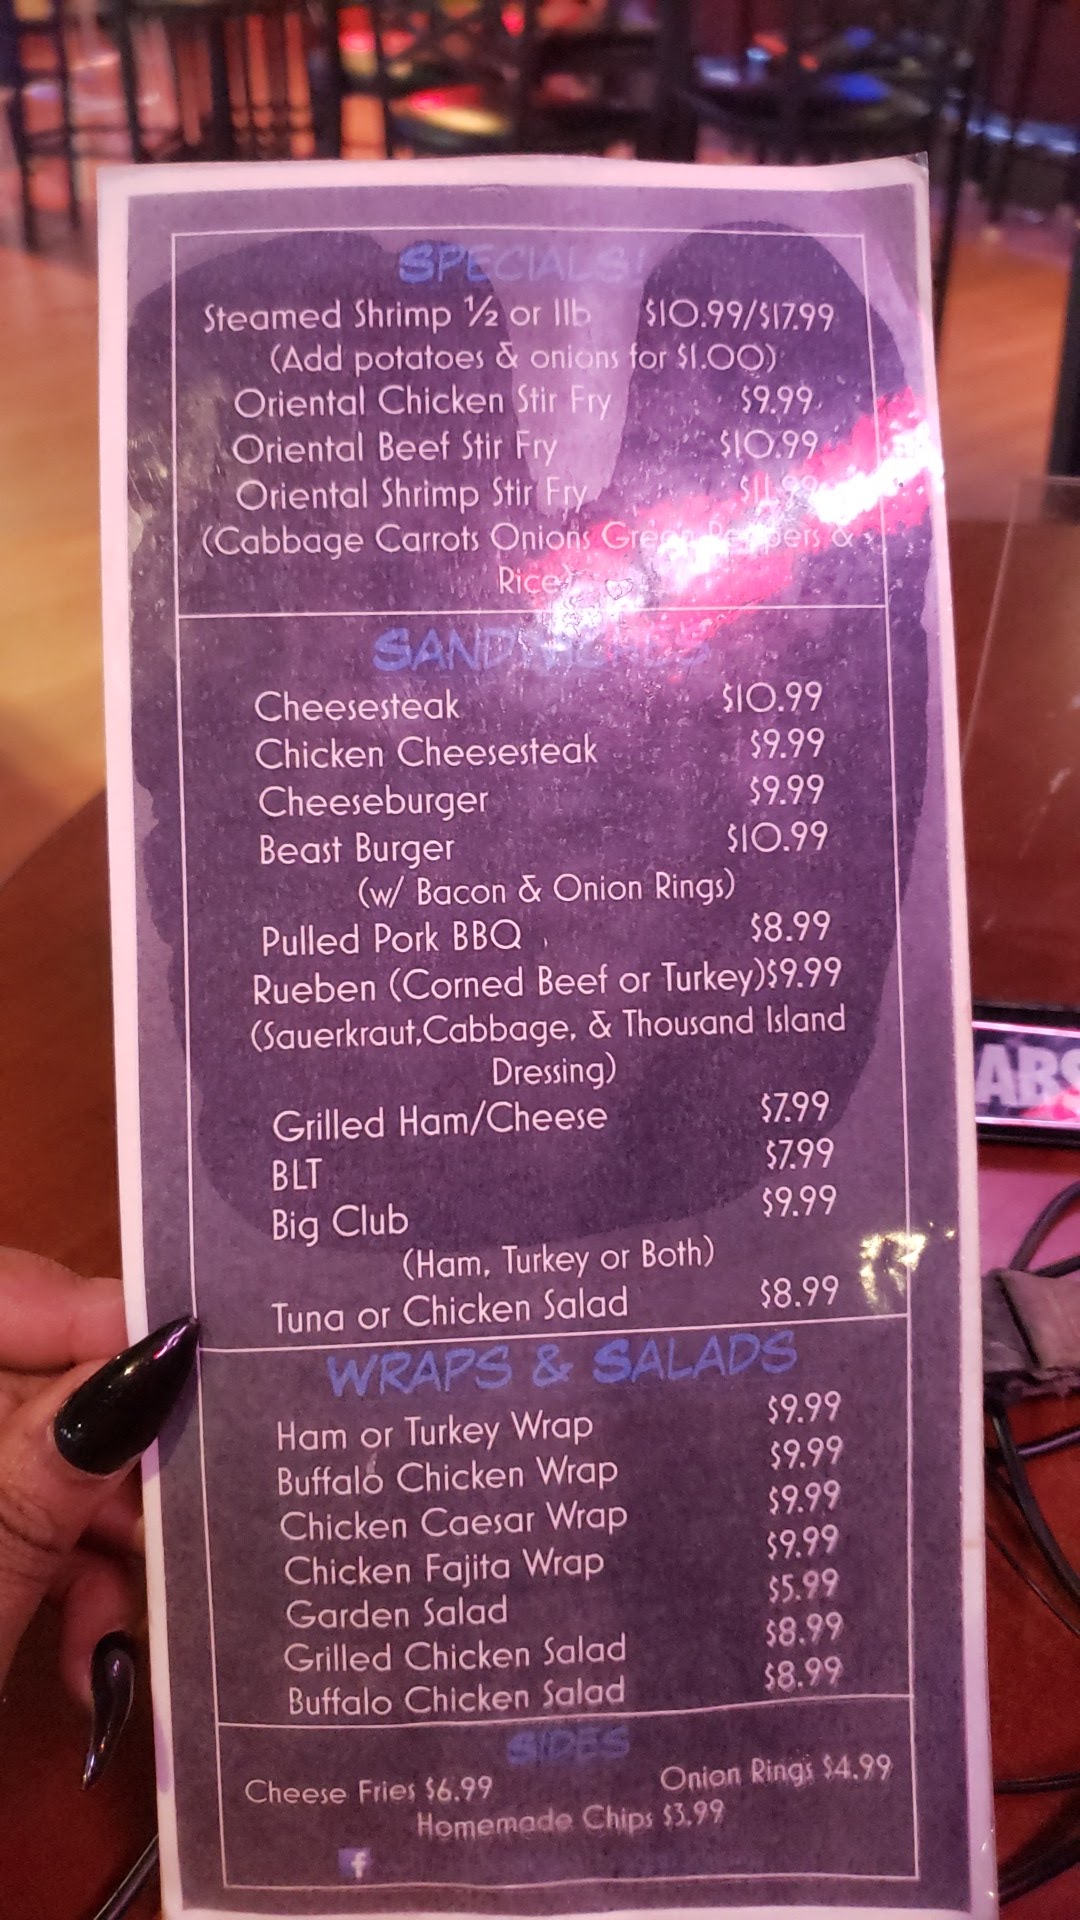 SPECIALS!
Steamed Shrimp ½ or 1lb $10.99/$17.99
(Add potatoes & onions for $1.00)
Oriental Chicken Stir Fry $9.99
Oriental Beef Stir Fry $10.99
Oriental Shrimp Stir Fry $11.99
(Cabbage Carrots Onions Green Peppers &
Rice)
SANDWICHES
Cheesesteak $10.99
Chicken Cheesesteak $9.99
Cheeseburger $9.99
Beast Burger $10.99
(w/ Bacon & Onion Rings)
Pulled Pork BBQ $8.99
Rueben (Corned Beef or Turkey)$9.99
(Sauerkraut,Cabbage, & Thousand Island
Dressing)
Grilled Ham/Cheese $7.99
BLT $7.99
Big Club $9.99
(Ham, Turkey or Both)
Tuna or Chicken Salad $8.99
WRAPS & SALADS
Ham or Turkey Wrap $9.99
Buffalo Chicken Wrap $9.99
Chicken Caesar Wrap $9.99
Chicken Fajita Wrap $9.99
Garden Salad $5.99
Grilled Chicken Salad $8.99
Buffalo Chicken Salad $8.99
SIDES
Cheese Fries $6.99 Onion Rings $4.99
Homemade Chips $3.99
f
ABS